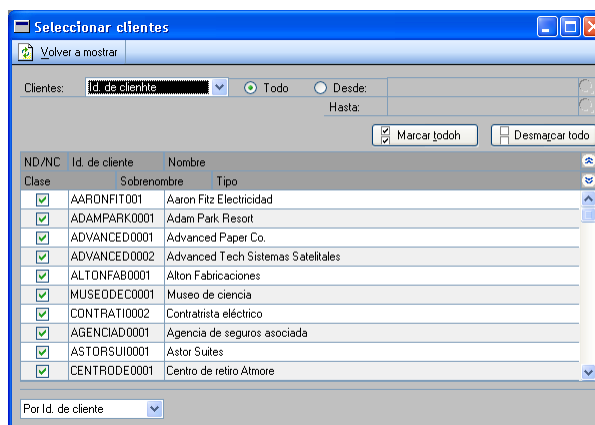 Seleccionar clientes
Volver a mostrar
Clientes: Id. de clienhte Todo Desde:
Hasta:
Marcar todoh Desmarcar todo
ND/NC Id. de cliente Nombre
Clase Sobrenombre Tipo
AARONFIT001 Aaron Fitz Electricidad
ADAMPARK0001 Adam Park Resort
ADVANCED0001 Advanced Paper Co.
ADVANCED0002 Advanced Tech Sistemas Satelitales
ALTONFAB0001 Alton Fabricaciones
MUSEODEC0001 Museo de ciencia
CONTRATI0002 Contratrista eléctrico
AGENCIAD0001 Agencia de seguros asociada
ASTORSUI0001 Astor Suites
CENTRODE0001 Centro de retiro Atmore
Por Id. de cliente